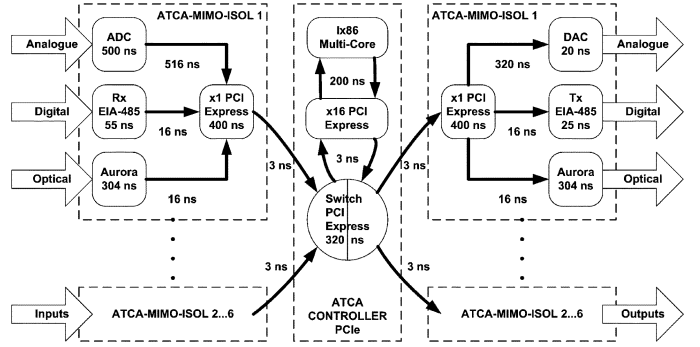 ATCA-MIMO-ISOL 1
Analogue
ADC
500 ns
516 ns
Digital
Rx
EIA-485
55 ns
16 ns
x1 PCI
Express
400 ns
Optical
Aurora
304 ns
16 ns
3 ns
Inputs
ATCA-MIMO-ISOL 2...6
3 ns
Ix86
Multi-Core
200 ns
x16 PCI
Express
3 ns
Switch
PCI
Express
320 ns
ATCA
CONTROLLER
PCIe
3 ns
3 ns
ATCA-MIMO-ISOL 1
x1 PCI
Express
400 ns
320 ns
DAC
20 ns
Analogue
16 ns
Tx
EIA-485
25 ns
Digital
16 ns
Aurora
304 ns
Optical
ATCA-MIMO-ISOL 2...6
Outputs